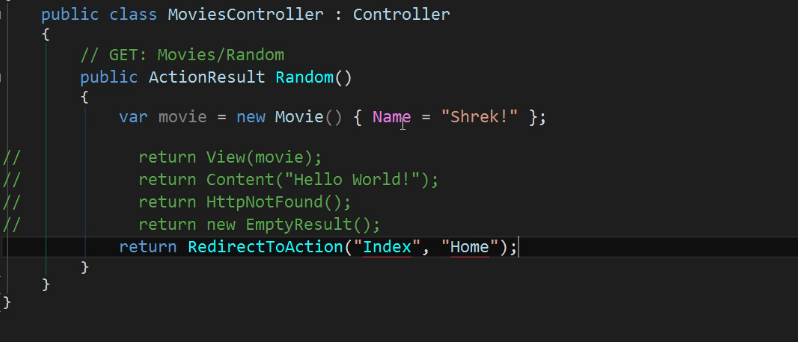 public class MoviesController : Controller
{
// GET: Movies/Random
public ActionResult Random()
{
var movie = new Movie() { Name = "Shrek!" };
// return View(movie);
// return Content("Hello World!");
// return HttpNotFound();
// return new EmptyResult();
return RedirectToAction("Index", "Home");
}
}
}